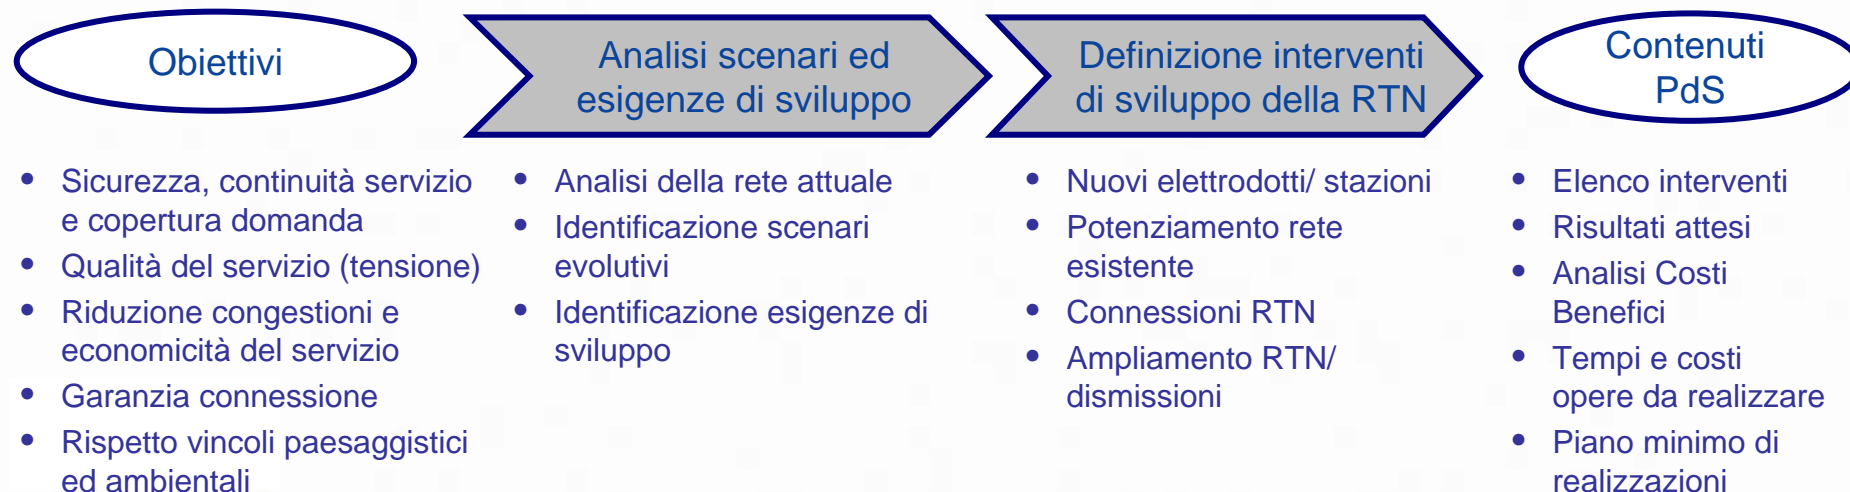 Obiettivi
Analisi scenari ed
esigenze di sviluppo
Definizione interventi
di sviluppo della RTN
Contenuti
PdS
• Sicurezza, continuità servizio
e copertura domanda
• Qualità del servizio (tensione)
• Riduzione congestioni e
economicità del servizio
• Garanzia connessione
• Rispetto vincoli paesaggistici
ed ambientali
• Analisi della rete attuale
• Identificazione scenari
evolutivi
• Identificazione esigenze di
sviluppo
• Nuovi elettrodotti/ stazioni
• Potenziamento rete
esistente
• Connessioni RTN
• Ampliamento RTN/
dismissioni
• Elenco interventi
• Risultati attesi
• Analisi Costi
Benefici
• Tempi e costi
opere da realizzare
• Piano minimo di
realizzazioni